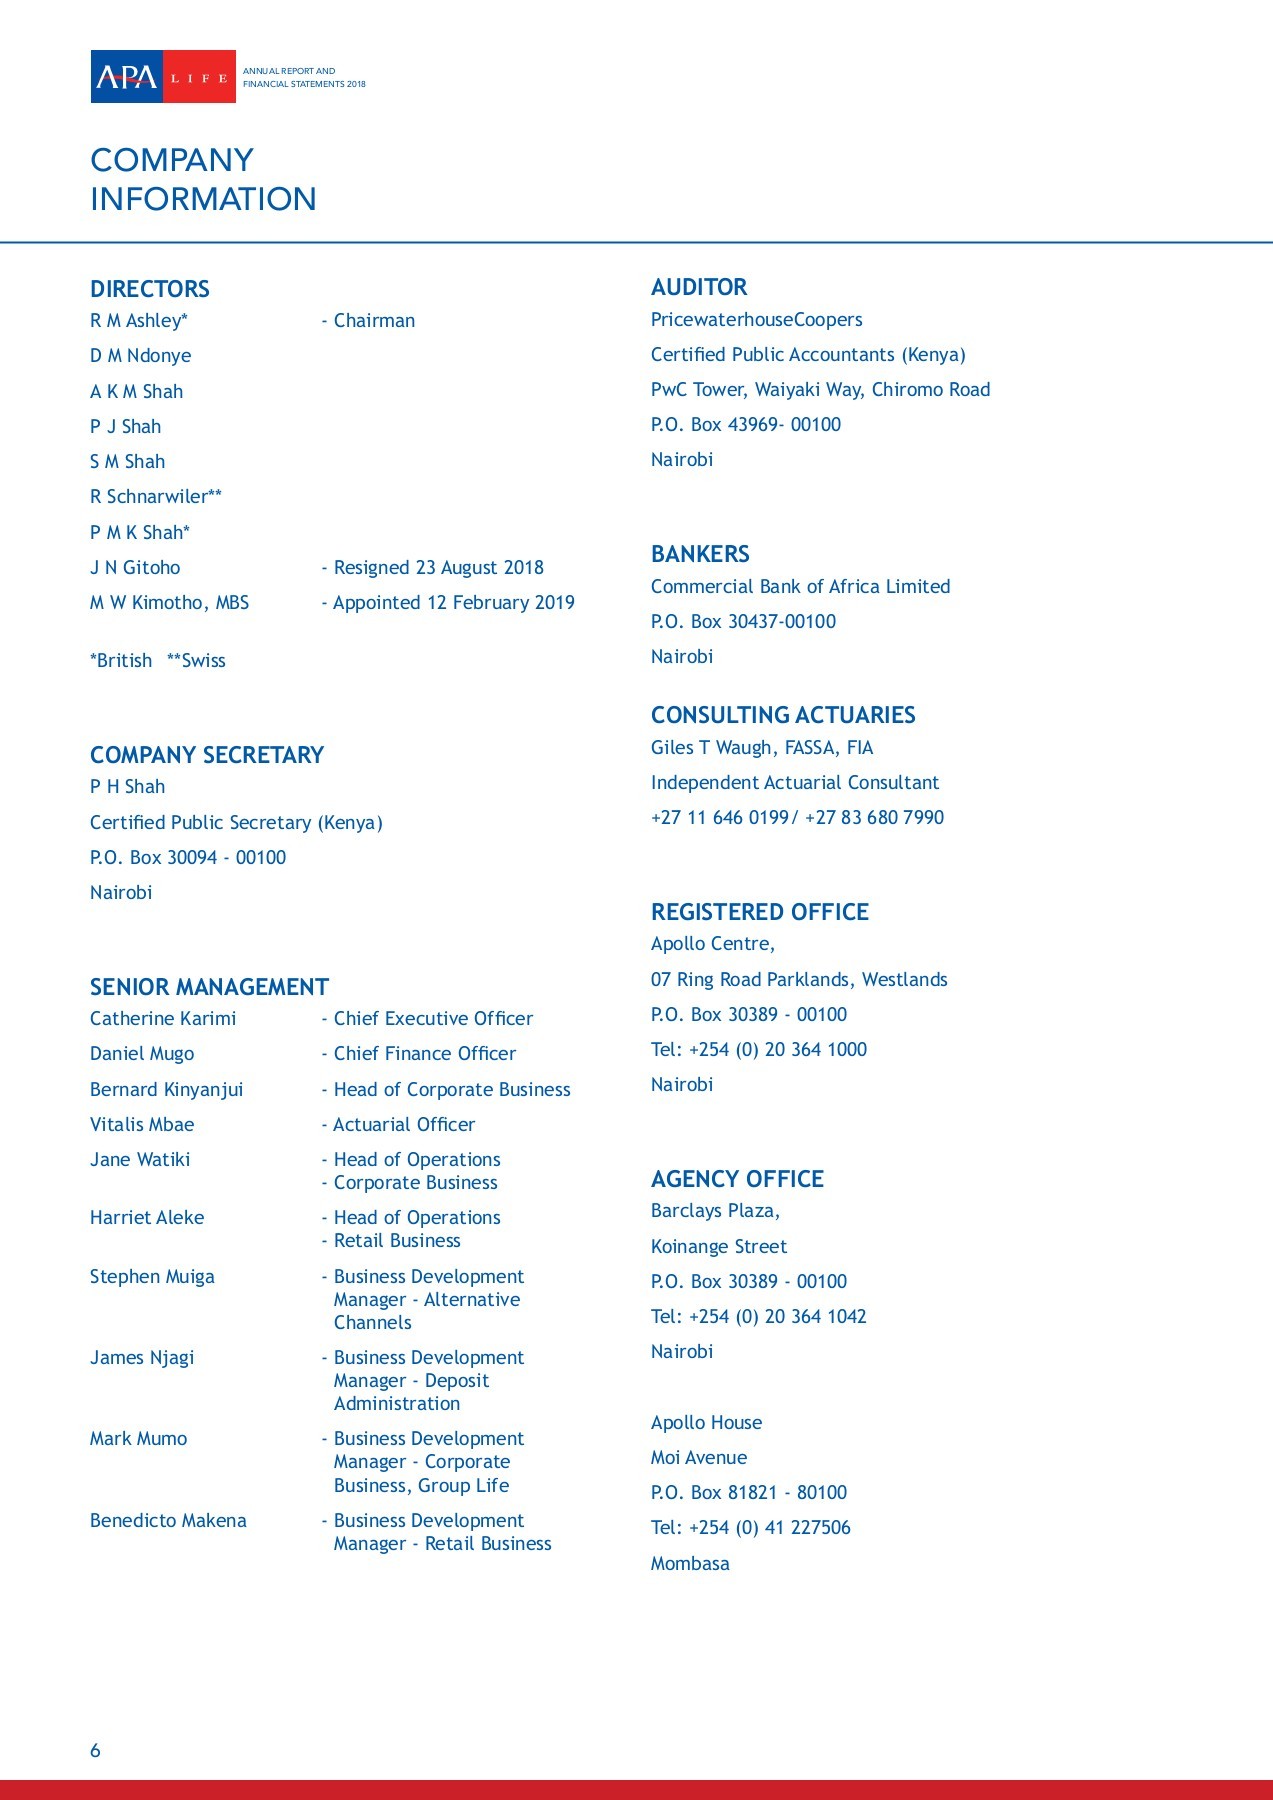 APA LIFE
ANNUAL REPORT AND
FINANCIAL STATEMENTS 2018
COMPANY
INFORMATION
DIRECTORS
R M Ashley* - Chairman
D M Ndonye
A K M Shah
P J Shah
S M Shah
R Schnarwiler**
P M K Shah*
J N Gitoho - Resigned 23 August 2018
M W Kimotho, MBS - Appointed 12 February 2019
*British **Swiss
COMPANY SECRETARY
P H Shah
Certified Public Secretary (Kenya)
P.O. Box 30094 - 00100
Nairobi
SENIOR MANAGEMENT
Catherine Karimi - Chief Executive Officer
Daniel Mugo - Chief Finance Officer
Bernard Kinyanjui - Head of Corporate Business
Vitalis Mbae - Actuarial Officer
Jane Watiki - Head of Operations
- Corporate Business
Harriet Aleke - Head of Operations
- Retail Business
Stephen Muiga - Business Development
Manager - Alternative
Channels
James Njagi - Business Development
Manager - Deposit
Administration
Mark Mumo - Business Development
Manager - Corporate
Business, Group Life
Benedicto Makena - Business Development
Manager - Retail Business
AUDITOR
PricewaterhouseCoopers
Certified Public Accountants (Kenya)
PwC Tower, Waiyaki Way, Chiromo Road
P.O. Box 43969- 00100
Nairobi
BANKERS
Commercial Bank of Africa Limited
P.O. Box 30437-00100
Nairobi
CONSULTING ACTUARIES
Giles T Waugh, FASSA, FIA
Independent Actuarial Consultant
+27 11 646 0199/ +27 83 680 7990
REGISTERED OFFICE
Apollo Centre,
07 Ring Road Parklands, Westlands
P.O. Box 30389 - 00100
Tel: +254 (0) 20 364 1000
Nairobi
AGENCY OFFICE
Barclays Plaza,
Koinange Street
P.O. Box 30389 - 00100
Tel: +254 (0) 20 364 1042
Nairobi
Apollo House
Moi Avenue
P.O. Box 81821 - 80100
Tel: +254 (0) 41 227506
Mombasa
6